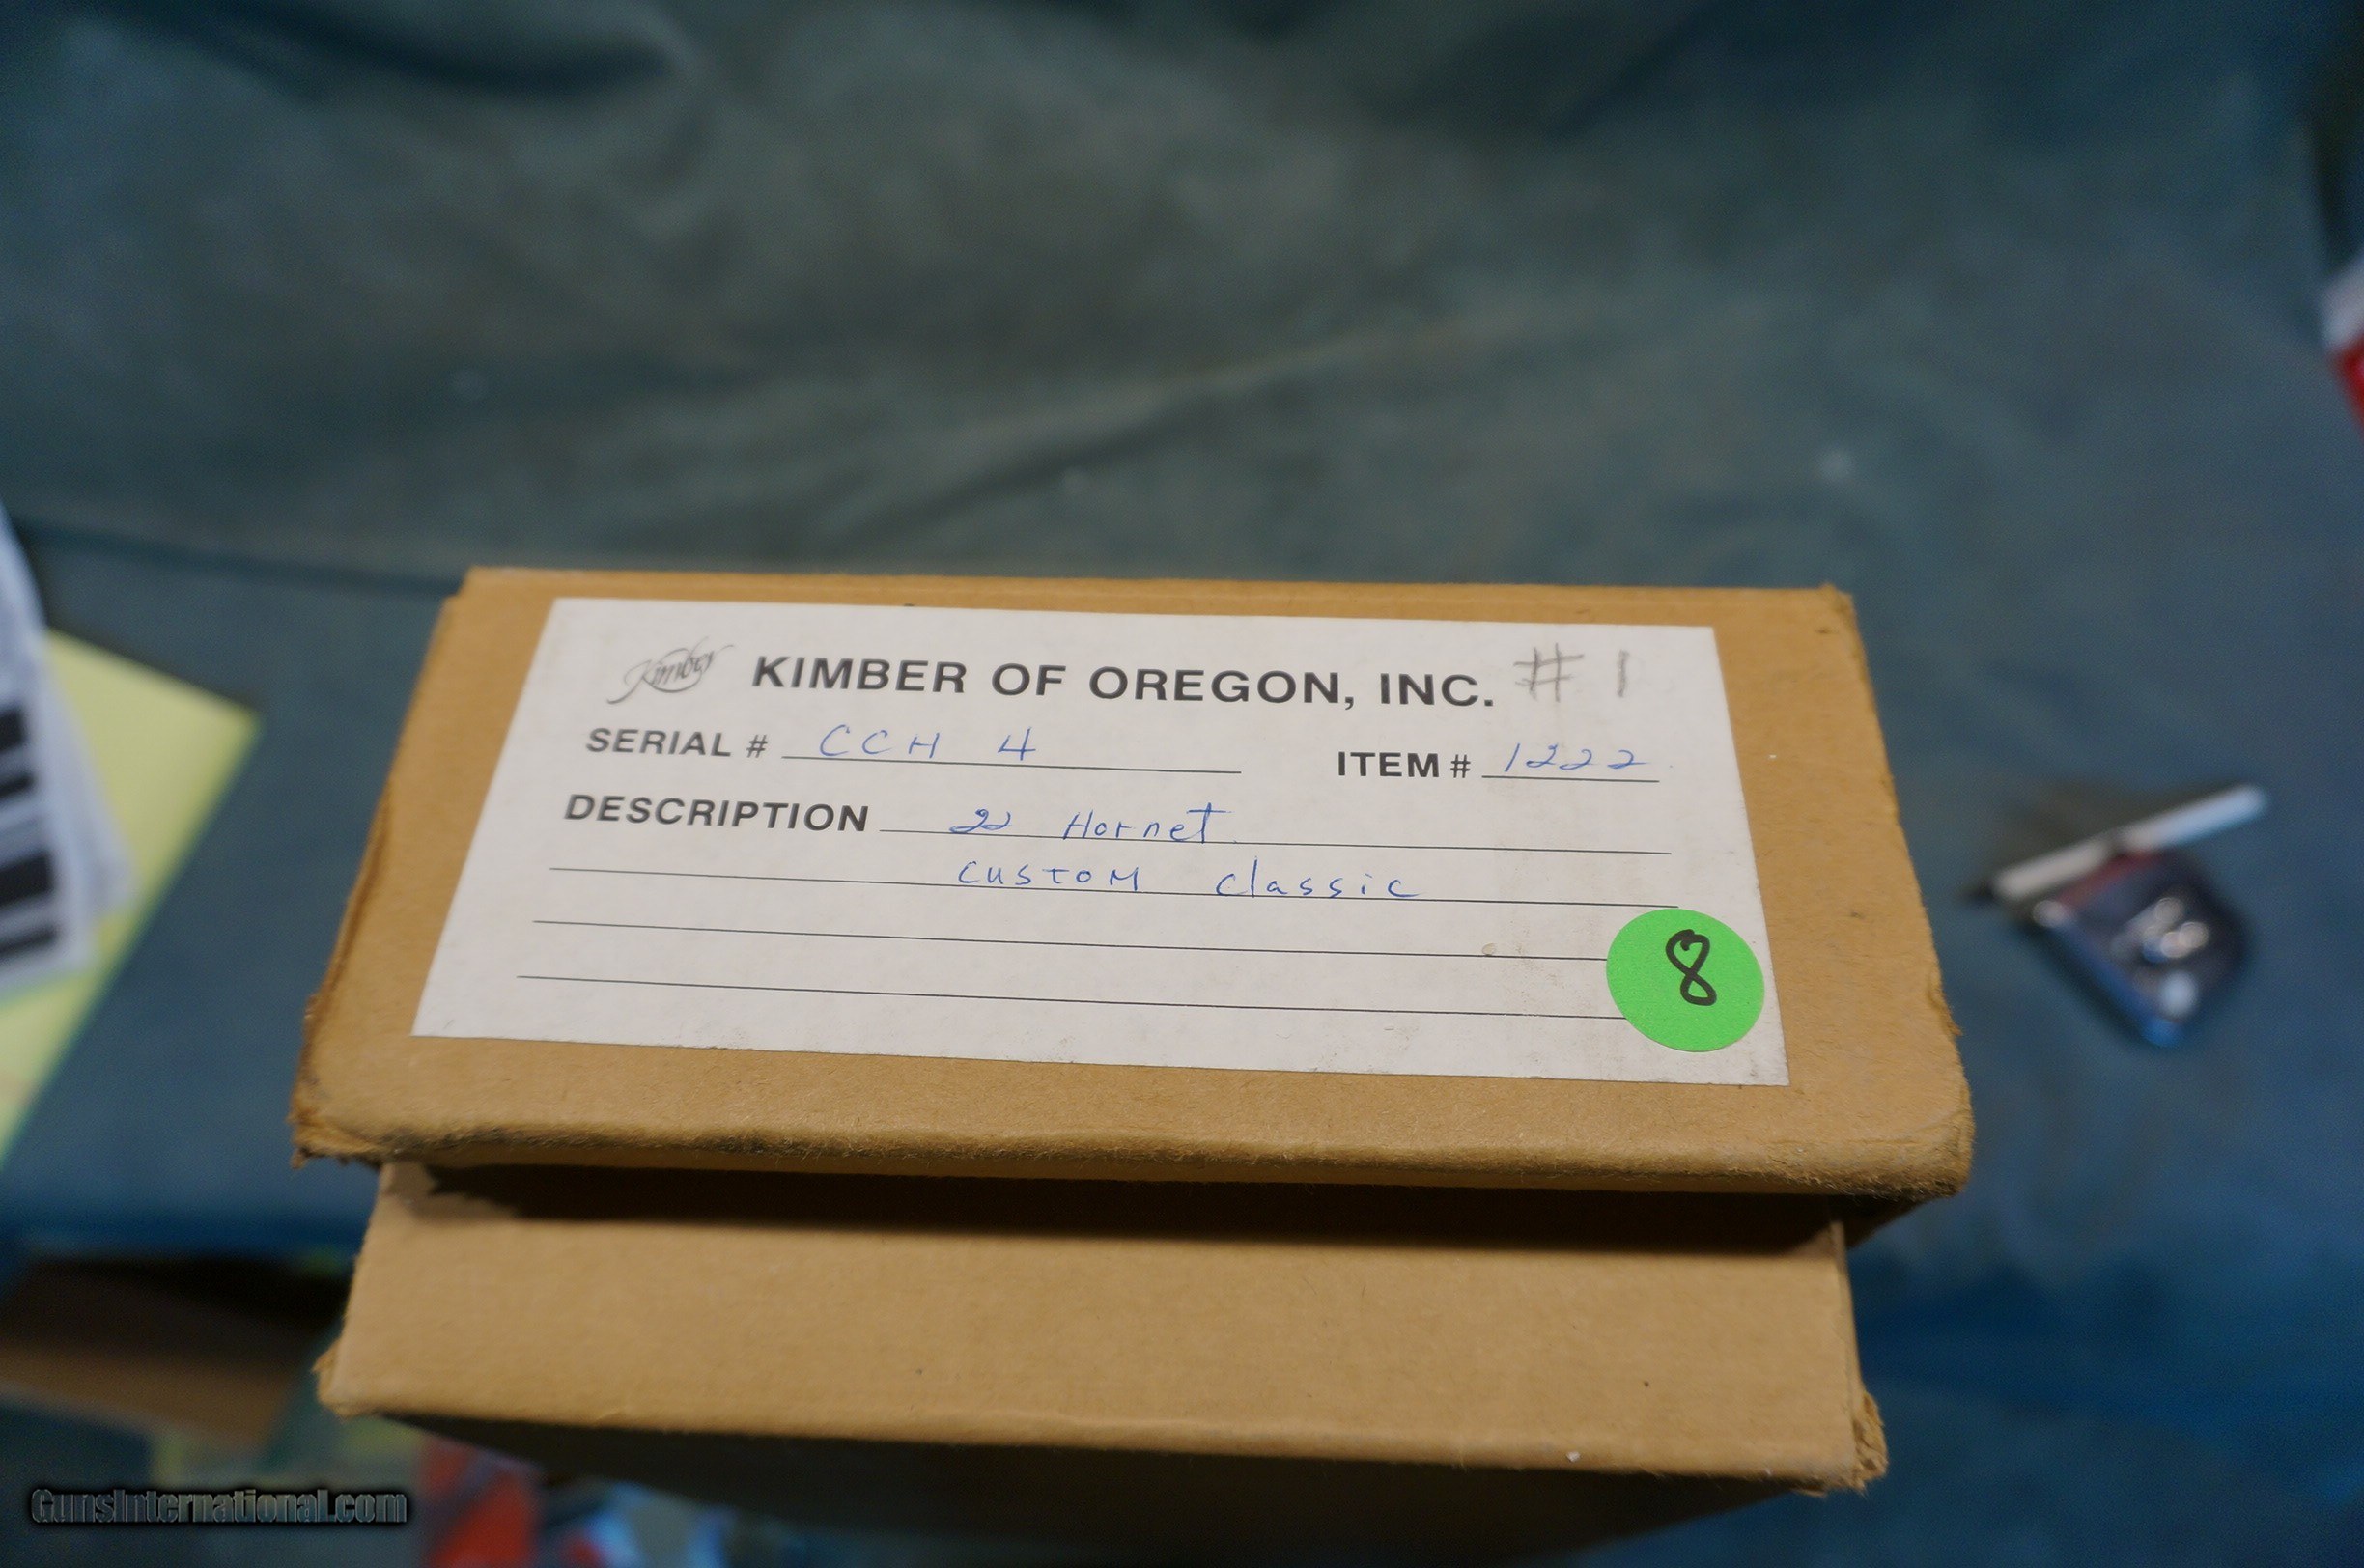 Kimber KIMBER OF OREGON, INC. #1
SERIAL # CCH 4 ITEM # 1222
DESCRIPTION 22 Hornet
CUSTOM Classic
8
GunsInternational.com